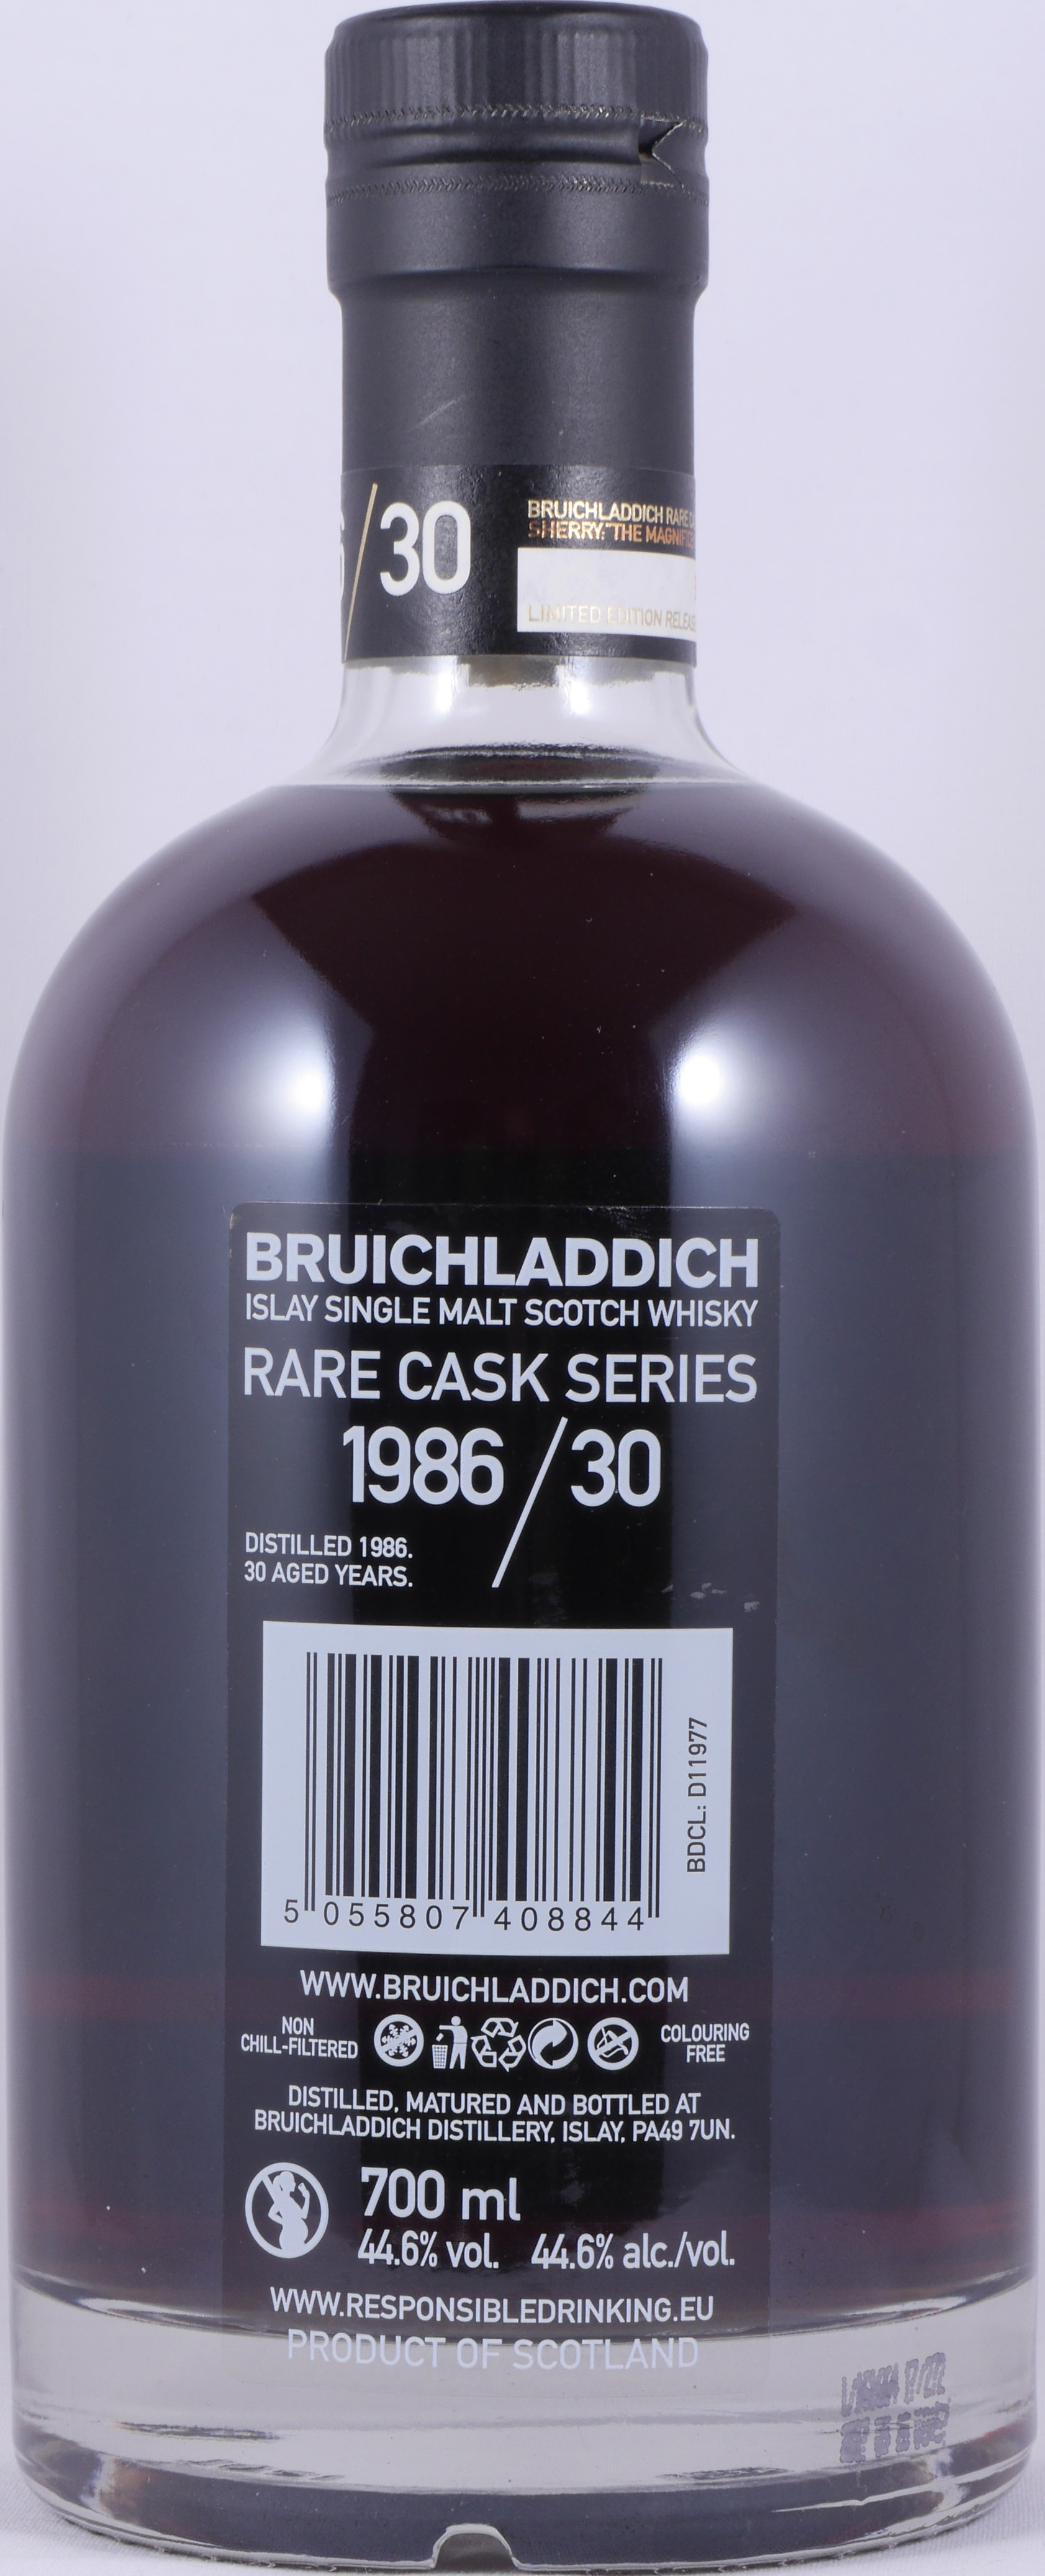 /30
BRUICHLADDICH RARE
SHERRY: "THE MAGNIF
LIMITED EDITION RELEAS
BRUICHLADDICH
ISLAY SINGLE MALT SCOTCH WHISKY
RARE CASK SERIES
1986/30
DISTILLED 1986.
30 AGED YEARS.
BDCL: D11977
5 055807 408844
WWW.BRUICHLADDICH.COM
NON
CHILL-FILTERED
COLOURING
FREE
DISTILLED, MATURED AND BOTTLED AT
BRUICHLADDICH DISTILLERY, ISLAY, PA49 7UN.
700 ml
44.6% vol. 44.6% alc./vol.
WWW.RESPONSIBLEDRINKING.EU
PRODUCT OF SCOTLAND